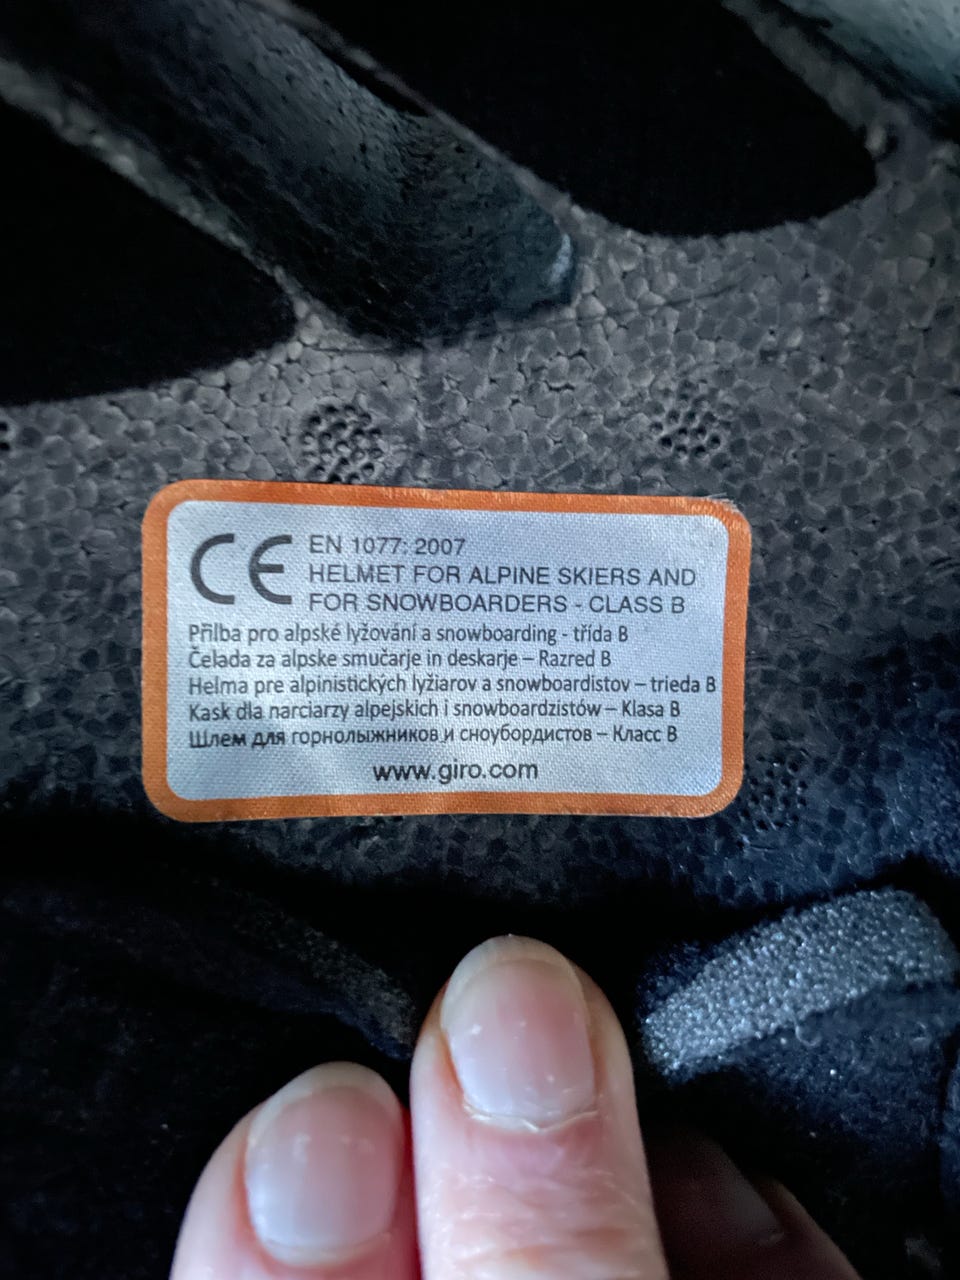 CE EN 1077: 2007
HELMET FOR ALPINE SKIERS AND
FOR SNOWBOARDERS - CLASS B
Přilba pro alpské lyžování a snowboarding - třída B
Čelada za alpske smučarje in deskarje – Razred B
Helma pre alpinistických lyžiarov a snowboardistov – trieda B
Kask dla narciarzy alpejskich i snowboardzistów – Klasa B
Шлем для горнолыжников и сноубордистов – Класс B
www.giro.com